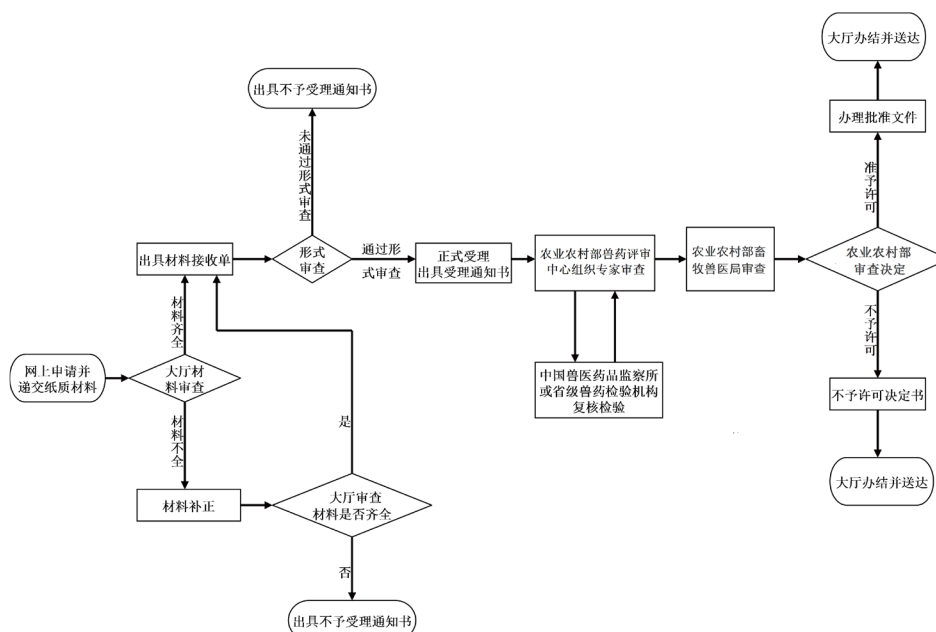 大厅办结并送达
出具不予受理通知书
办理批准文件
未通过形式审查
准予许可
出具材料接收单
形式
审查
通过形
式审查
正式受理
出具受理通知书
农业农村部兽药评审
中心组织专家审查
农业农村部畜
牧兽医局审查
农业农村部
审查决定
材料齐全
不予许可
网上申请并
递交纸质材料
大厅材
料审查
中国兽医药品监察所
或省级兽药检验机构
复核检验
不予许可决定书
材料不全
是
大厅办结并送达
材料补正
大厅审查
材料是否齐全
否
出具不予受理通知书